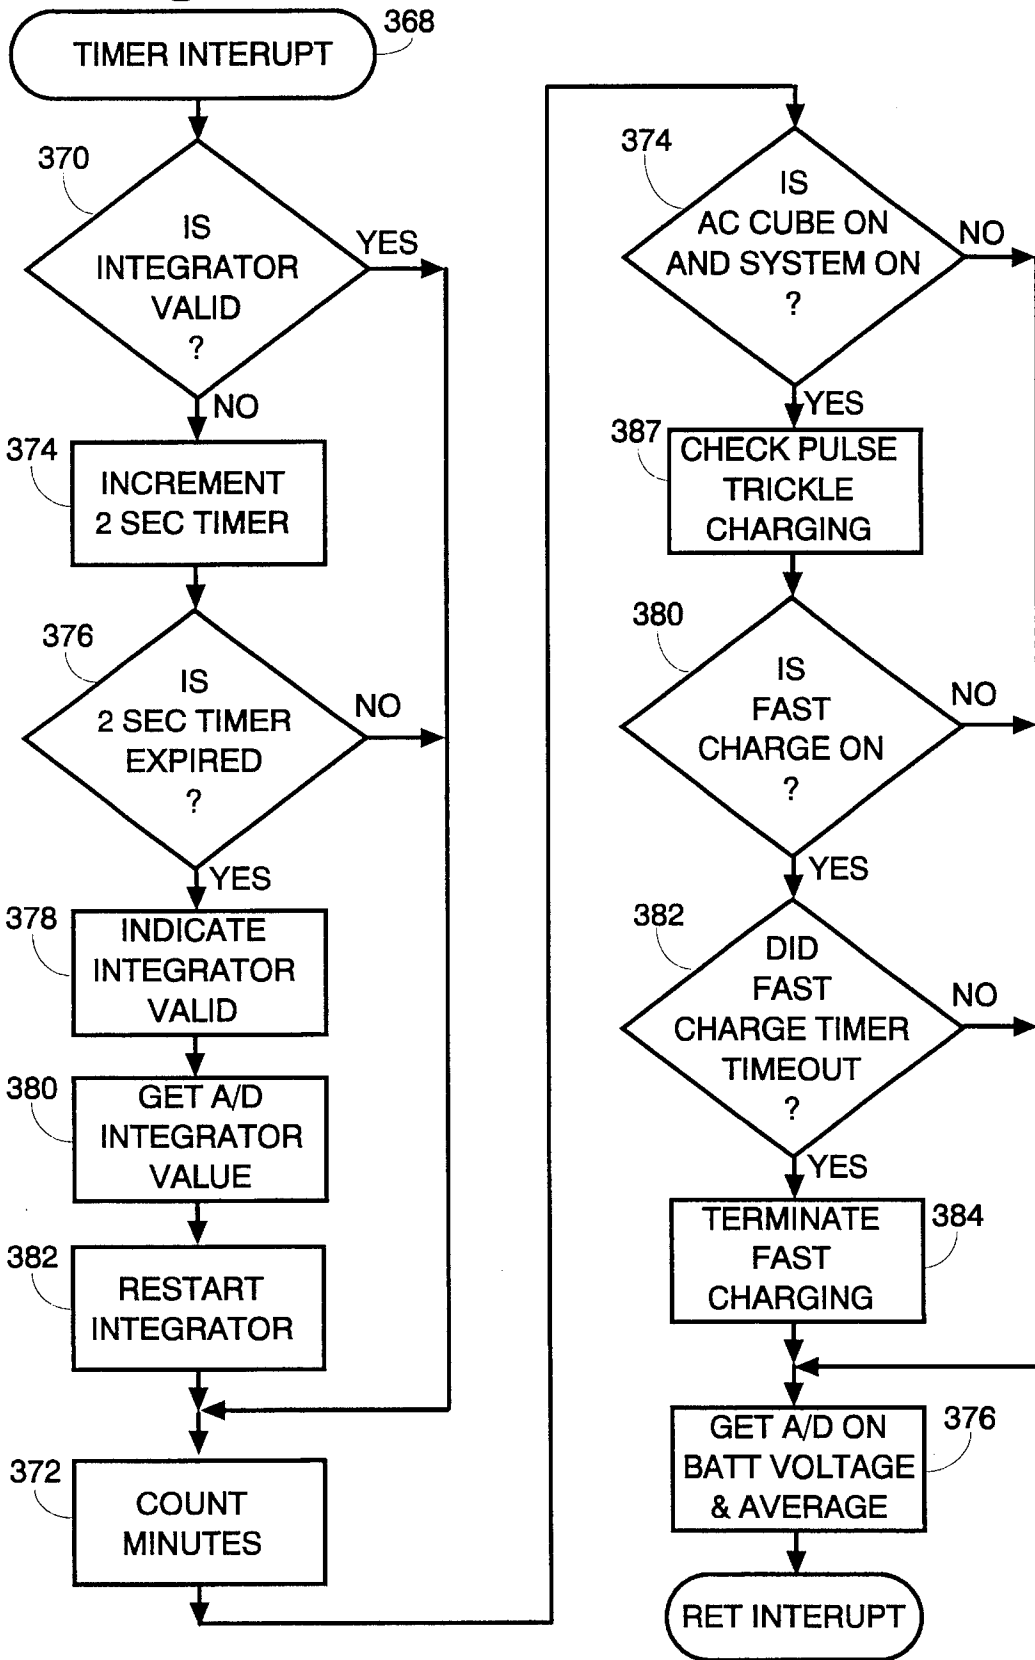 TIMER INTERUPT
368
370
IS
INTEGRATOR
VALID
?
YES
NO
374
INCREMENT
2 SEC TIMER
376
IS
2 SEC TIMER
EXPIRED
?
NO
YES
378
INDICATE
INTEGRATOR
VALID
380
GET A/D
INTEGRATOR
VALUE
382
RESTART
INTEGRATOR
372
COUNT
MINUTES
374
IS
AC CUBE ON
AND SYSTEM ON
?
NO
YES
387
CHECK PULSE
TRICKLE
CHARGING
380
IS
FAST
CHARGE ON
?
NO
YES
382
DID
FAST
CHARGE TIMER
TIMEOUT
?
NO
YES
TERMINATE
FAST
CHARGING
384
GET A/D ON
BATT VOLTAGE
& AVERAGE
376
RET INTERUPT